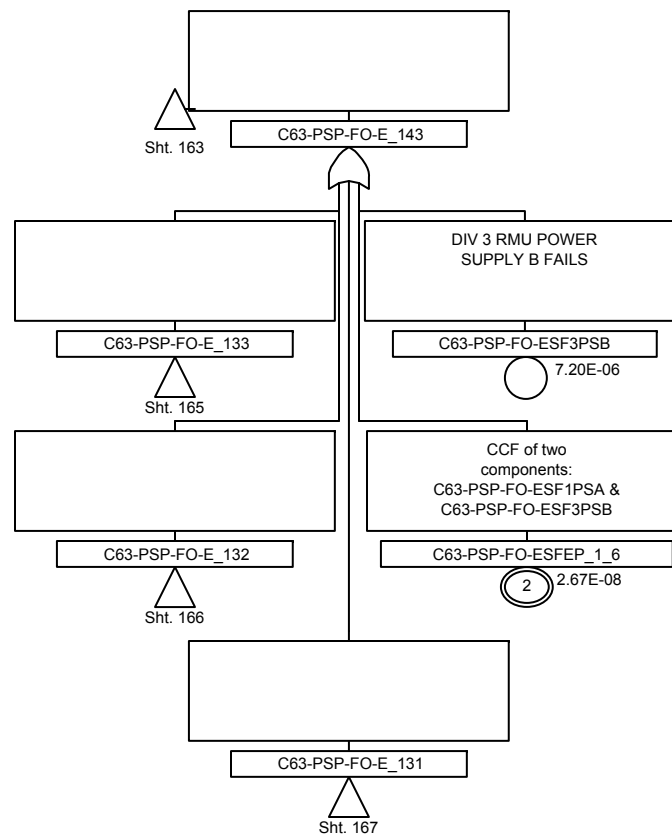 Sht. 163
C63-PSP-FO-E_143
C63-PSP-FO-E_133
Sht. 165
DIV 3 RMU POWER
SUPPLY B FAILS
C63-PSP-FO-ESF3PSB
7.20E-06
C63-PSP-FO-E_132
Sht. 166
CCF of two
components:
C63-PSP-FO-ESF1PSA &
C63-PSP-FO-ESF3PSB
C63-PSP-FO-ESFEP_1_6
2
2.67E-08
C63-PSP-FO-E_131
Sht. 167